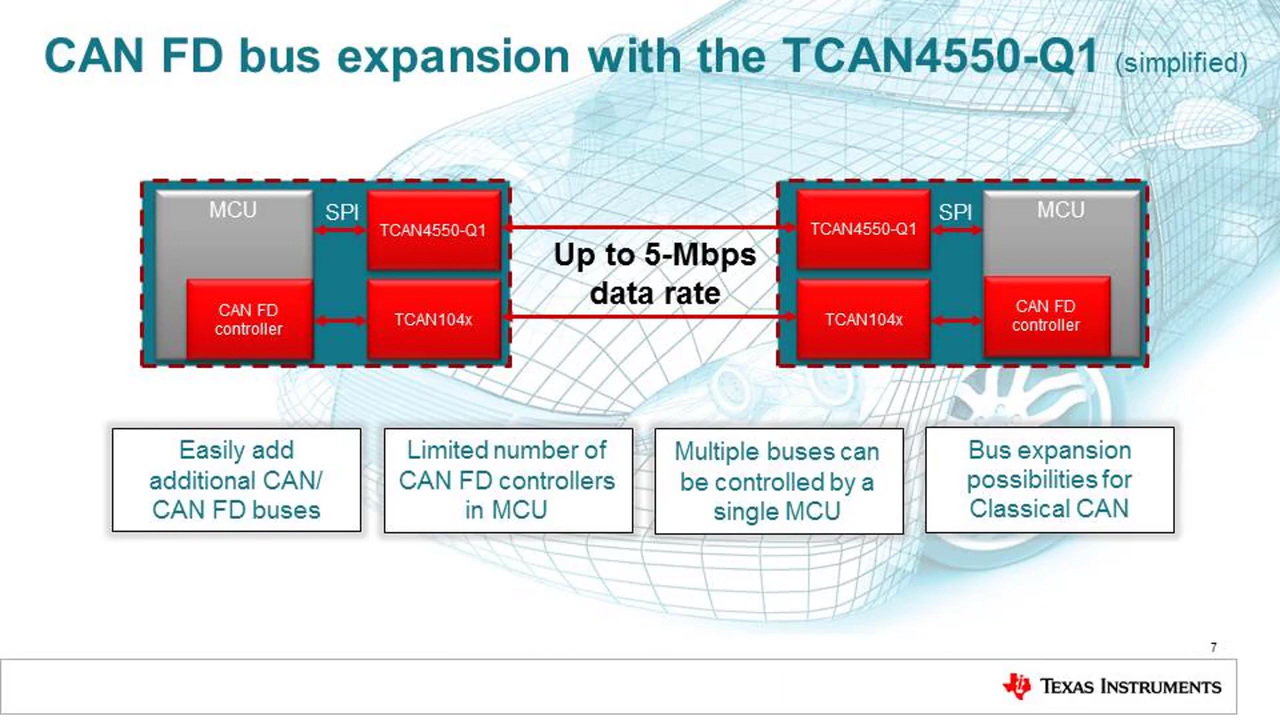 CAN FD bus expansion with the TCAN4550-Q1 (simplified)
MCU
SPI
TCAN4550-Q1
CAN FD
controller
TCAN104x
Up to 5-Mbps
data rate
TCAN4550-Q1
SPI
MCU
TCAN104x
CAN FD
controller
Easily add
additional CAN/
CAN FD buses
Limited number of
CAN FD controllers
in MCU
Multiple buses can
be controlled by a
single MCU
Bus expansion
possibilities for
Classical CAN
7
TEXAS INSTRUMENTS